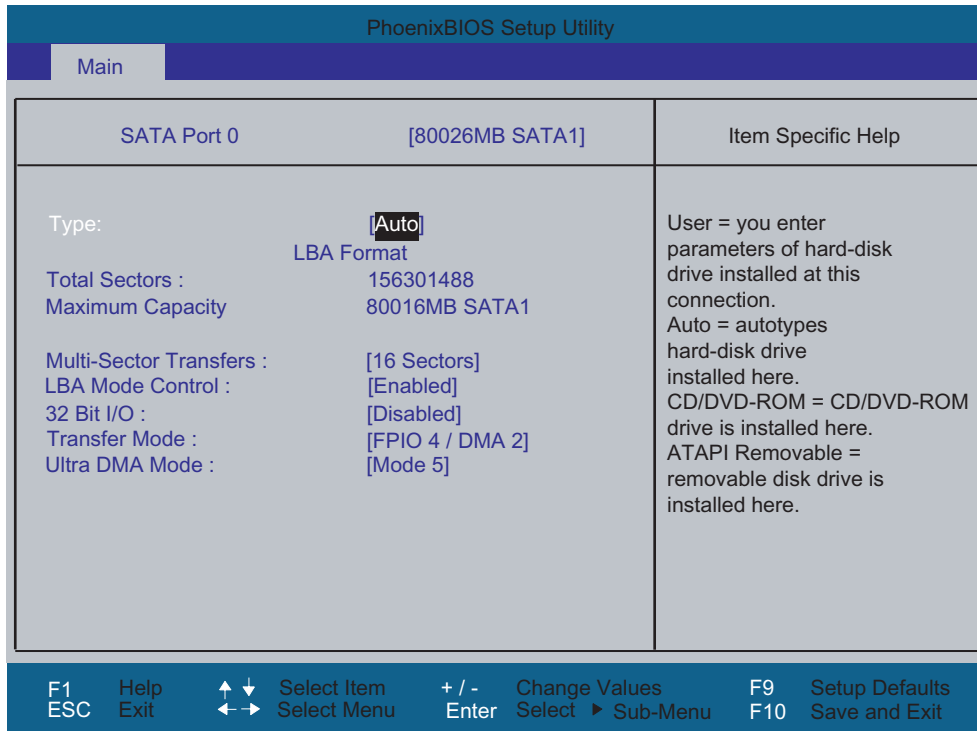 PhoenixBIOS Setup Utility
Main
SATA Port 0 [80026MB SATA1] Item Specific Help
Type: [Auto]
LBA Format
Total Sectors : 156301488
Maximum Capacity 80016MB SATA1
Multi-Sector Transfers : [16 Sectors]
LBA Mode Control : [Enabled]
32 Bit I/O : [Disabled]
Transfer Mode : [FPIO 4 / DMA 2]
Ultra DMA Mode : [Mode 5]
User = you enter
parameters of hard-disk
drive installed at this
connection.
Auto = autotypes
hard-disk drive
installed here.
CD/DVD-ROM = CD/DVD-ROM
drive is installed here.
ATAPI Removable =
removable disk drive is
installed here.
F1 Help Select Item + / - Change Values F9 Setup Defaults
ESC Exit Select Menu Enter Select Sub-Menu F10 Save and Exit